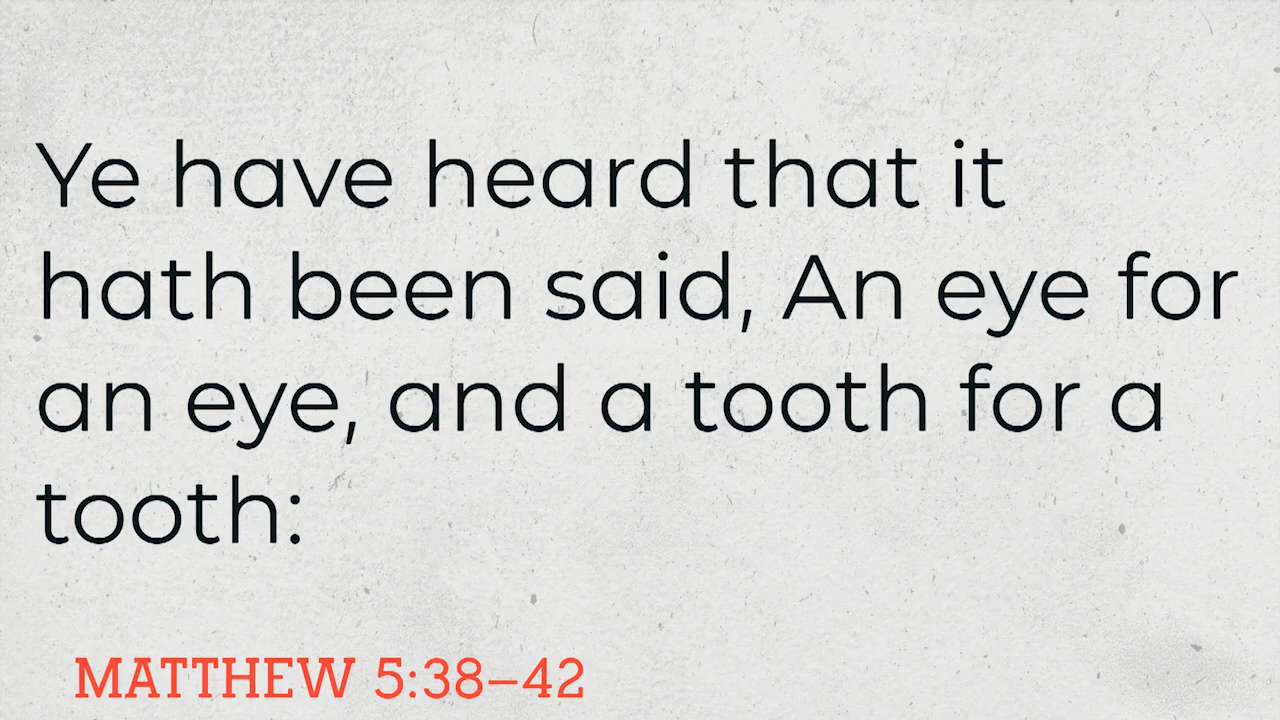 Ye have heard that it
hath been said, An eye for
an eye, and a tooth for a
tooth:
MATTHEW 5:38–42